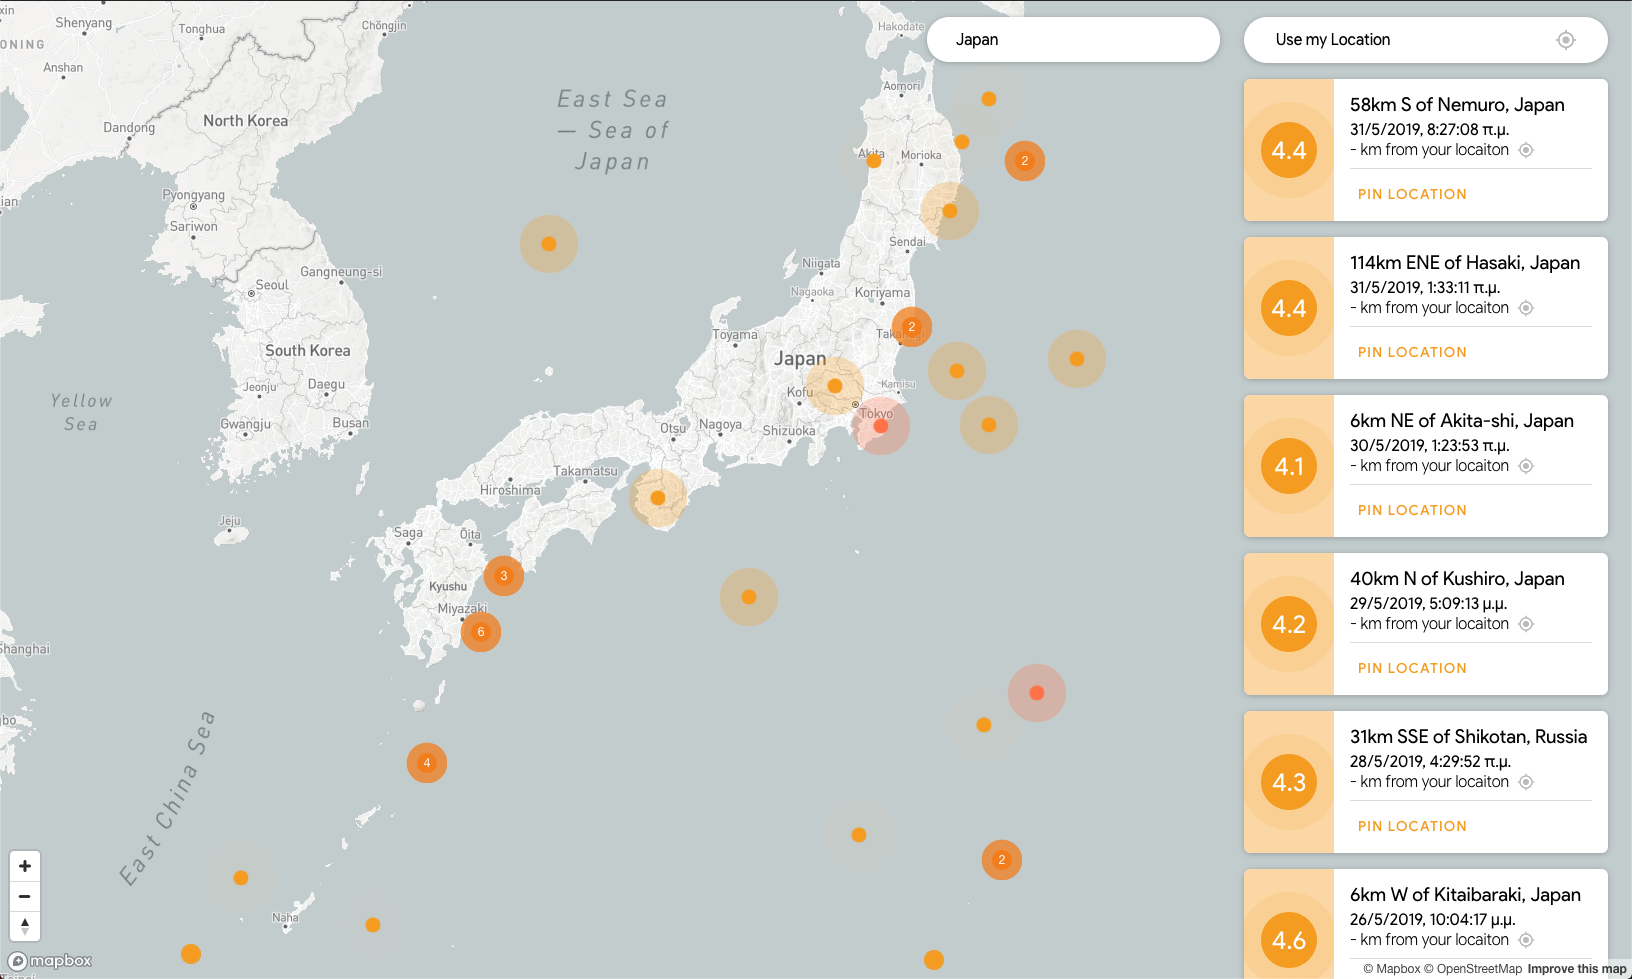 Japan
Use my Location
58km S of Nemuro, Japan
31/5/2019, 8:27:08 π.μ.
- km from your locaiton
PIN LOCATION
4.4
114km ENE of Hasaki, Japan
31/5/2019, 1:33:11 π.μ.
- km from your locaiton
PIN LOCATION
4.4
6km NE of Akita-shi, Japan
30/5/2019, 1:23:53 π.μ.
- km from your locaiton
PIN LOCATION
4.1
40km N of Kushiro, Japan
29/5/2019, 5:09:13 μ.μ.
- km from your locaiton
PIN LOCATION
4.2
31km SSE of Shikotan, Russia
28/5/2019, 4:29:52 π.μ.
- km from your locaiton
PIN LOCATION
4.3
6km W of Kitaibaraki, Japan
26/5/2019, 10:04:17 μ.μ.
- km from your locaiton
4.6
Shenyang
Tonghua
Chŏngjin
Hakodate
ONING
Anshan
East Sea
— Sea of
Japan
Aomori
North Korea
Dandong
Akita
Morioka
2
Pyongyang
Sariwon
Sendai
Gangneung-si
Niigata
Seoul
Nagaoka
Koriyama
2
Toyama
South Korea
Japan
Daegu
Jeonju
Kofu
Kamisu
Yellow
Sea
Tokyo
Gwangju
Busan
Otsu
Nagoya
Shizuoka
Takamatsu
Hiroshima
Jeju
Saga
Ōita
3
Kyushu
Miyazaki
6
Shanghai
4
East China Sea
2
Naha
+
−
mapbox
© Mapbox © OpenStreetMap Improve this map